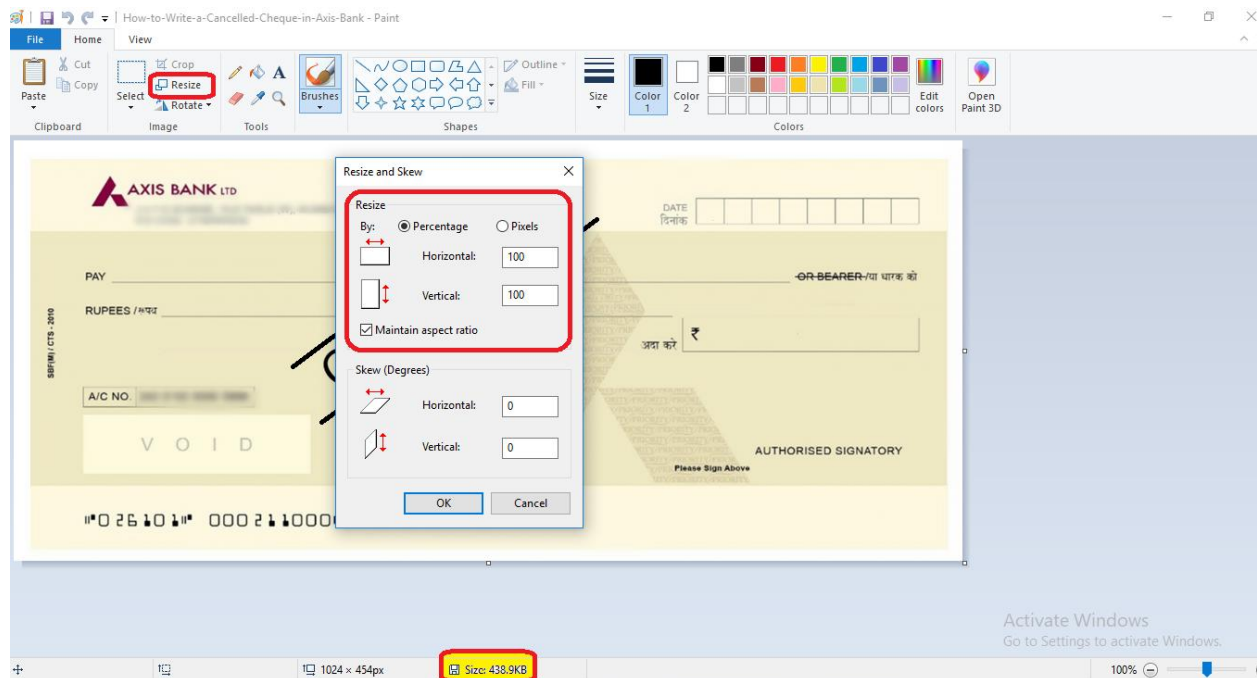 How-to-Write-a-Cancelled-Cheque-in-Axis-Bank - Paint
File Home View
Cut
Copy
Paste
Clipboard
Select
Crop
Resize
Rotate
Image
Tools
A
Brushes
Outline
Fill
Shapes
Size
Color 1
Color 2
Colors
Edit colors
Open Paint 3D
AXIS BANK LTD
DATE
दिनांक
PAY
OR BEARER /या धारक को
RUPEES / रूपए
अदा करे ₹
SBF(M) / CTS - 2010
A/C NO.
VOID
PRIORITY
AUTHORISED SIGNATORY
Please Sign Above
⑈026101⑈ 000211000
Resize and Skew
Resize
By: Percentage Pixels
Horizontal: 100
Vertical: 100
Maintain aspect ratio
Skew (Degrees)
Horizontal: 0
Vertical: 0
OK Cancel
Activate Windows
Go to Settings to activate Windows.
1024 × 454px Size: 438.9KB 100%